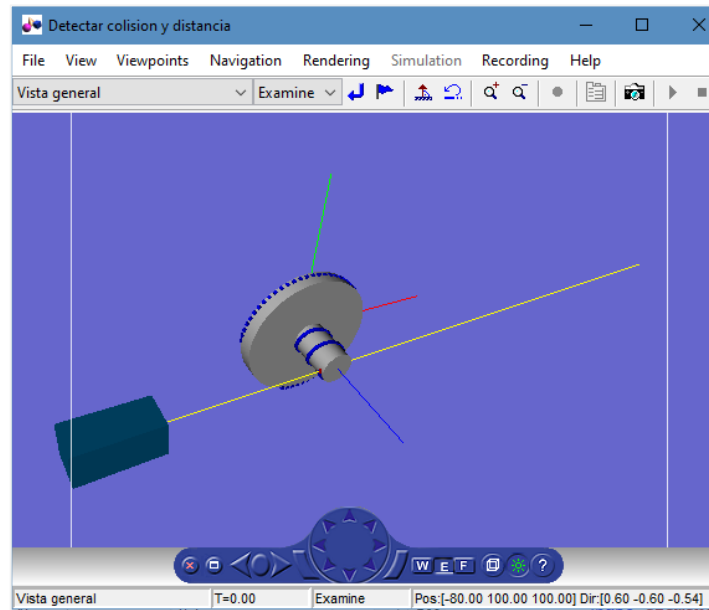 Detectar colision y distancia
File View Viewpoints Navigation Rendering Simulation Recording Help
Vista general Examine
W E F ?
Vista general T=0.00 Examine Pos:[-80.00 100.00 100.00] Dir:[0.60 -0.60 -0.54]